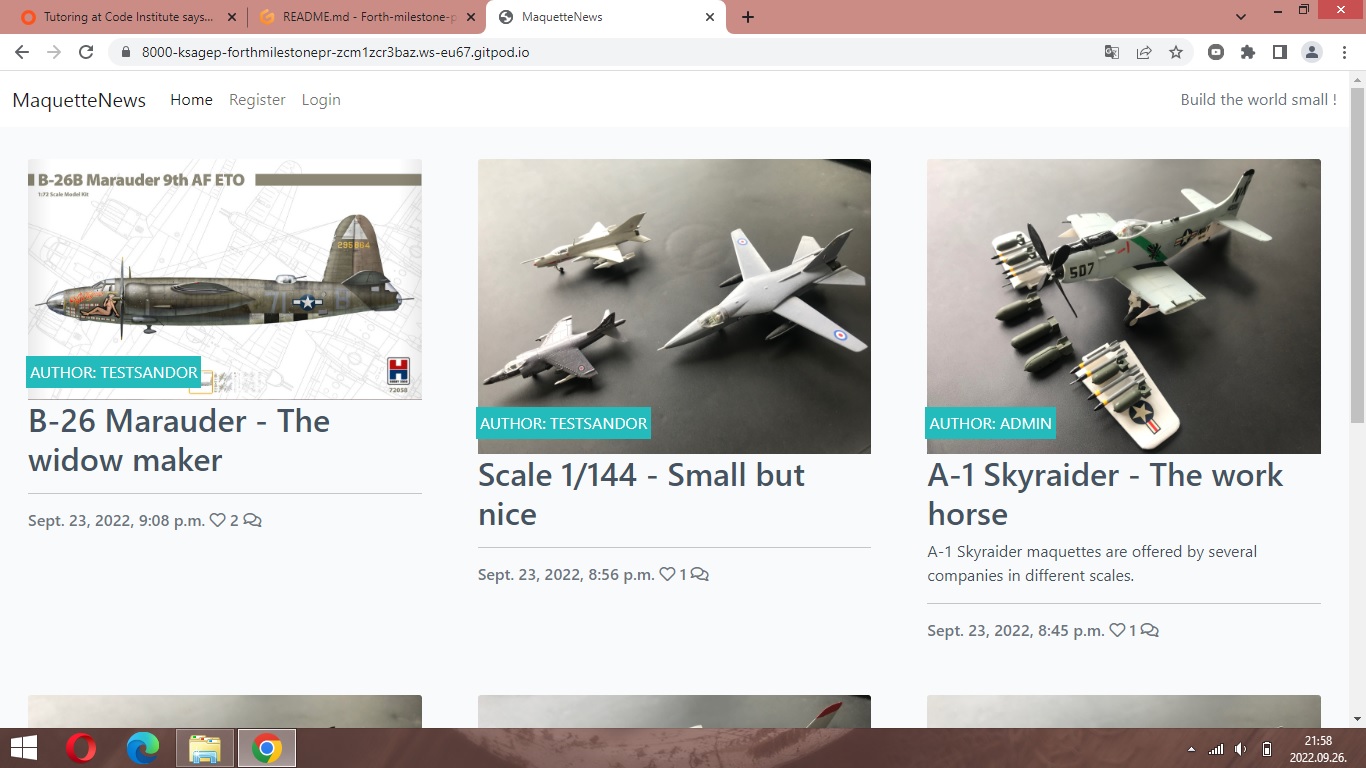 Tutoring at Code Institute says...
README.md - Forth-milestone-p
MaquetteNews
8000-ksagep-forthmilestonepr-zcm1zcr3baz.ws-eu67.gitpod.io
MaquetteNews Home Register Login Build the world small !
B-26B Marauder 9th AF ETO
1:72 Scale Model Kit
295864
72058
AUTHOR: TESTSANDOR
B-26 Marauder - The
widow maker
Sept. 23, 2022, 9:08 p.m. 2
AUTHOR: TESTSANDOR
Scale 1/144 - Small but
nice
Sept. 23, 2022, 8:56 p.m. 1
507
AUTHOR: ADMIN
A-1 Skyraider - The work
horse
A-1 Skyraider maquettes are offered by several
companies in different scales.
Sept. 23, 2022, 8:45 p.m. 1
21:58
2022.09.26.